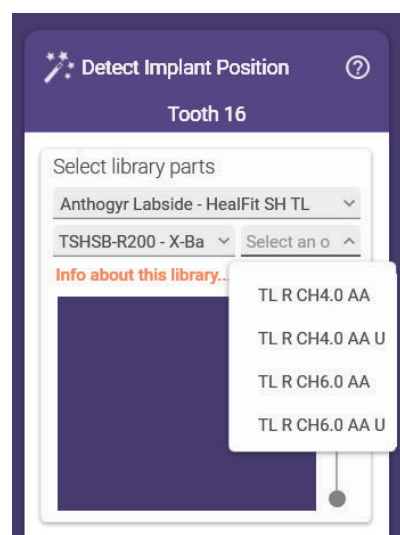 Detect Implant Position
Tooth 16
Select library parts
Anthogyr Labside - HealFit SH TL
TSHSB-R200 - X-Ba Select an o
Info about this library...
TL R CH4.0 AA
TL R CH4.0 AA U
TL R CH6.0 AA
TL R CH6.0 AA U